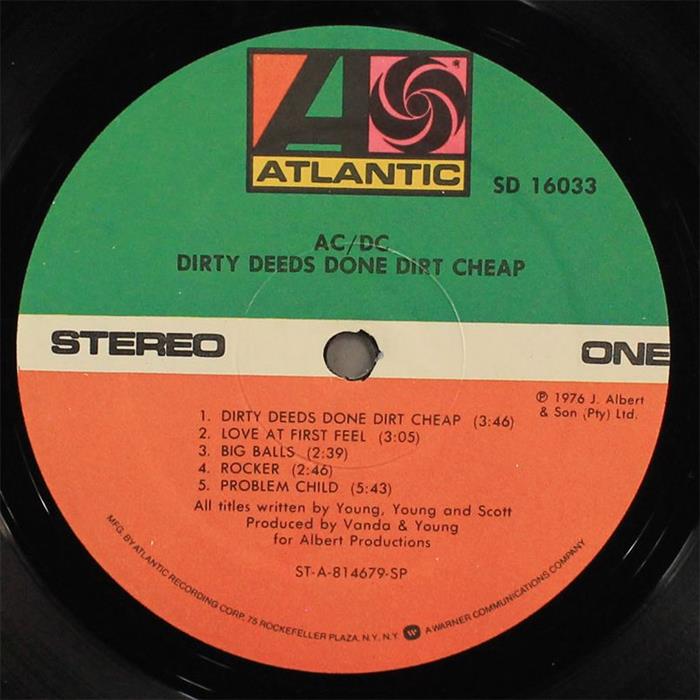 ATLANTIC
SD 16033
AC/DC
DIRTY DEEDS DONE DIRT CHEAP
STEREO
ONE
℗ 1976 J. Albert
& Son (Pty) Ltd.
1. DIRTY DEEDS DONE DIRT CHEAP (3:46)
2. LOVE AT FIRST FEEL (3:05)
3. BIG BALLS (2:39)
4. ROCKER (2:46)
5. PROBLEM CHILD (5:43)
All titles written by Young, Young and Scott
Produced by Vanda & Young
for Albert Productions
ST-A-814679-SP
MFG. BY ATLANTIC RECORDING CORP. 75 ROCKEFELLER PLAZA, N.Y. N.Y. A WARNER COMMUNICATIONS COMPANY